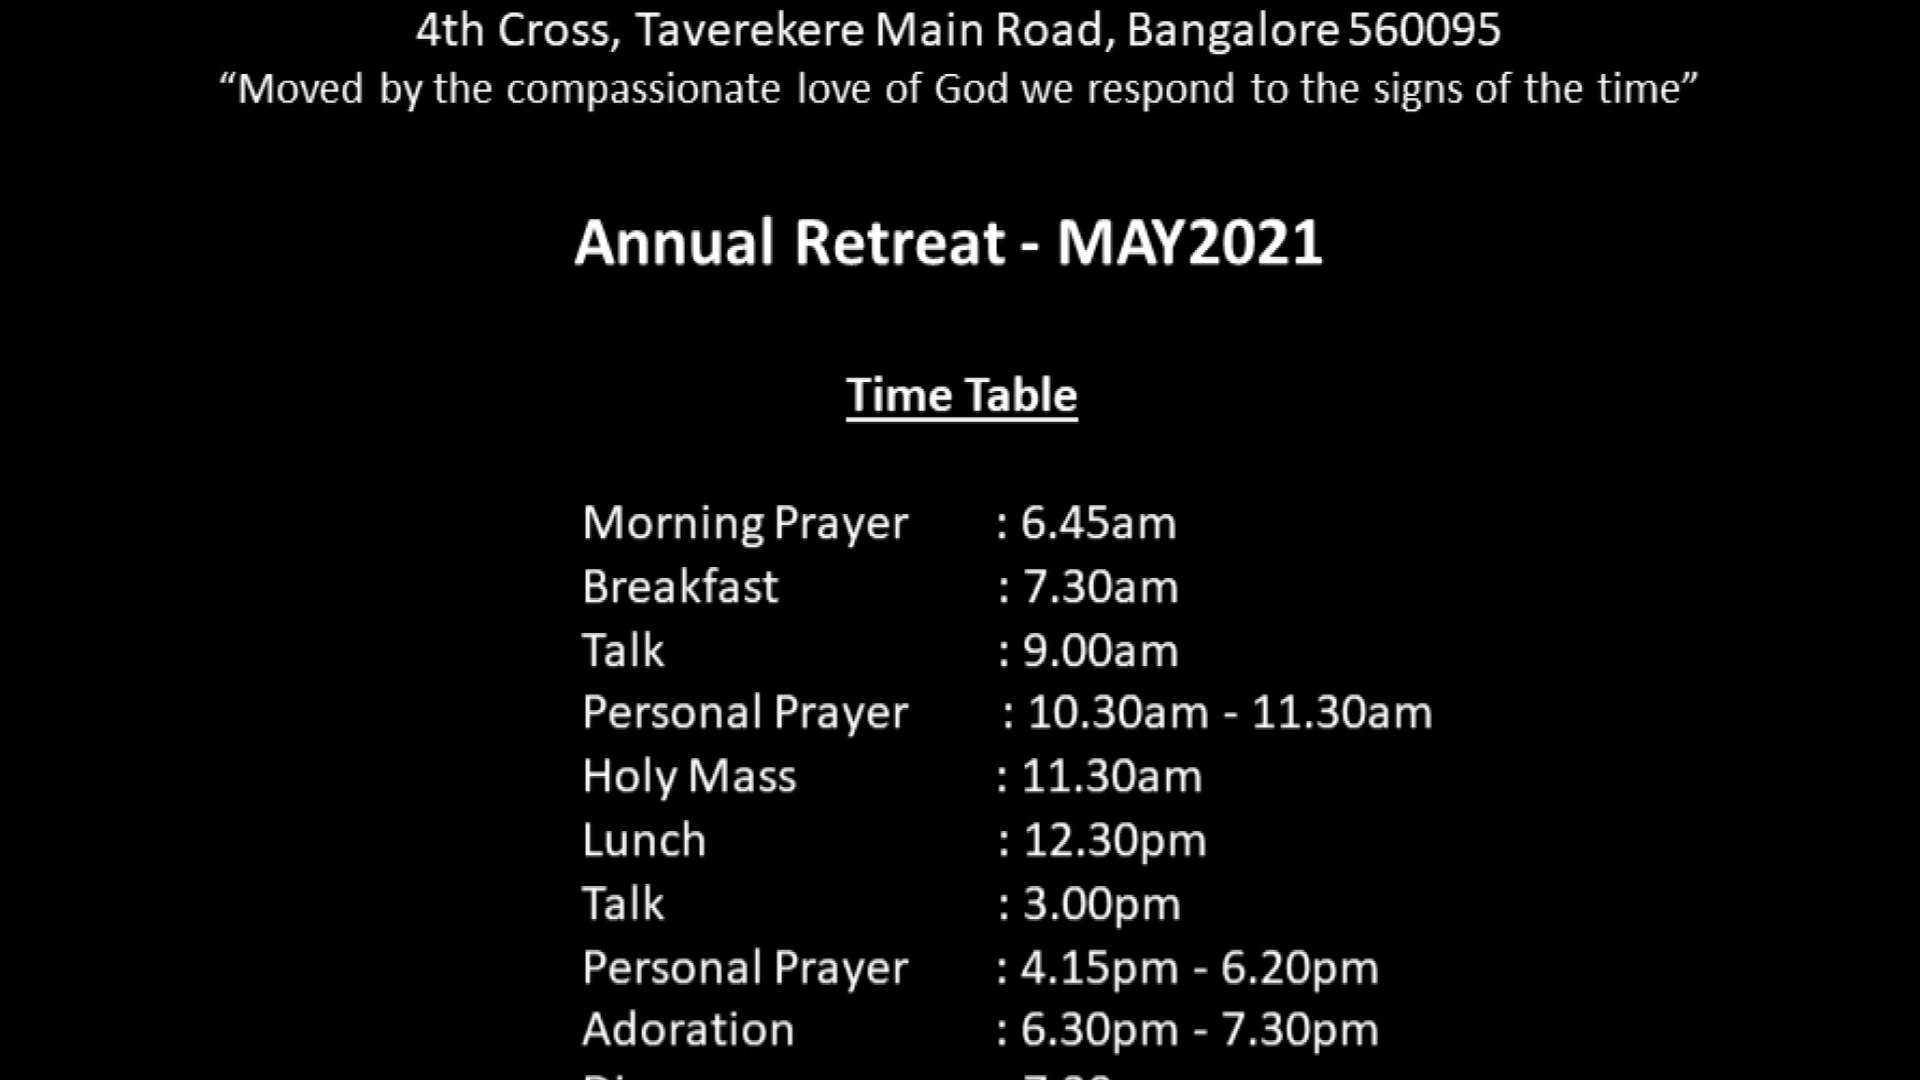 4th Cross, Taverekere Main Road, Bangalore 560095
“Moved by the compassionate love of God we respond to the signs of the time”
Annual Retreat - MAY2021
Time Table
Morning Prayer : 6.45am
Breakfast : 7.30am
Talk : 9.00am
Personal Prayer : 10.30am - 11.30am
Holy Mass : 11.30am
Lunch : 12.30pm
Talk : 3.00pm
Personal Prayer : 4.15pm - 6.20pm
Adoration : 6.30pm - 7.30pm